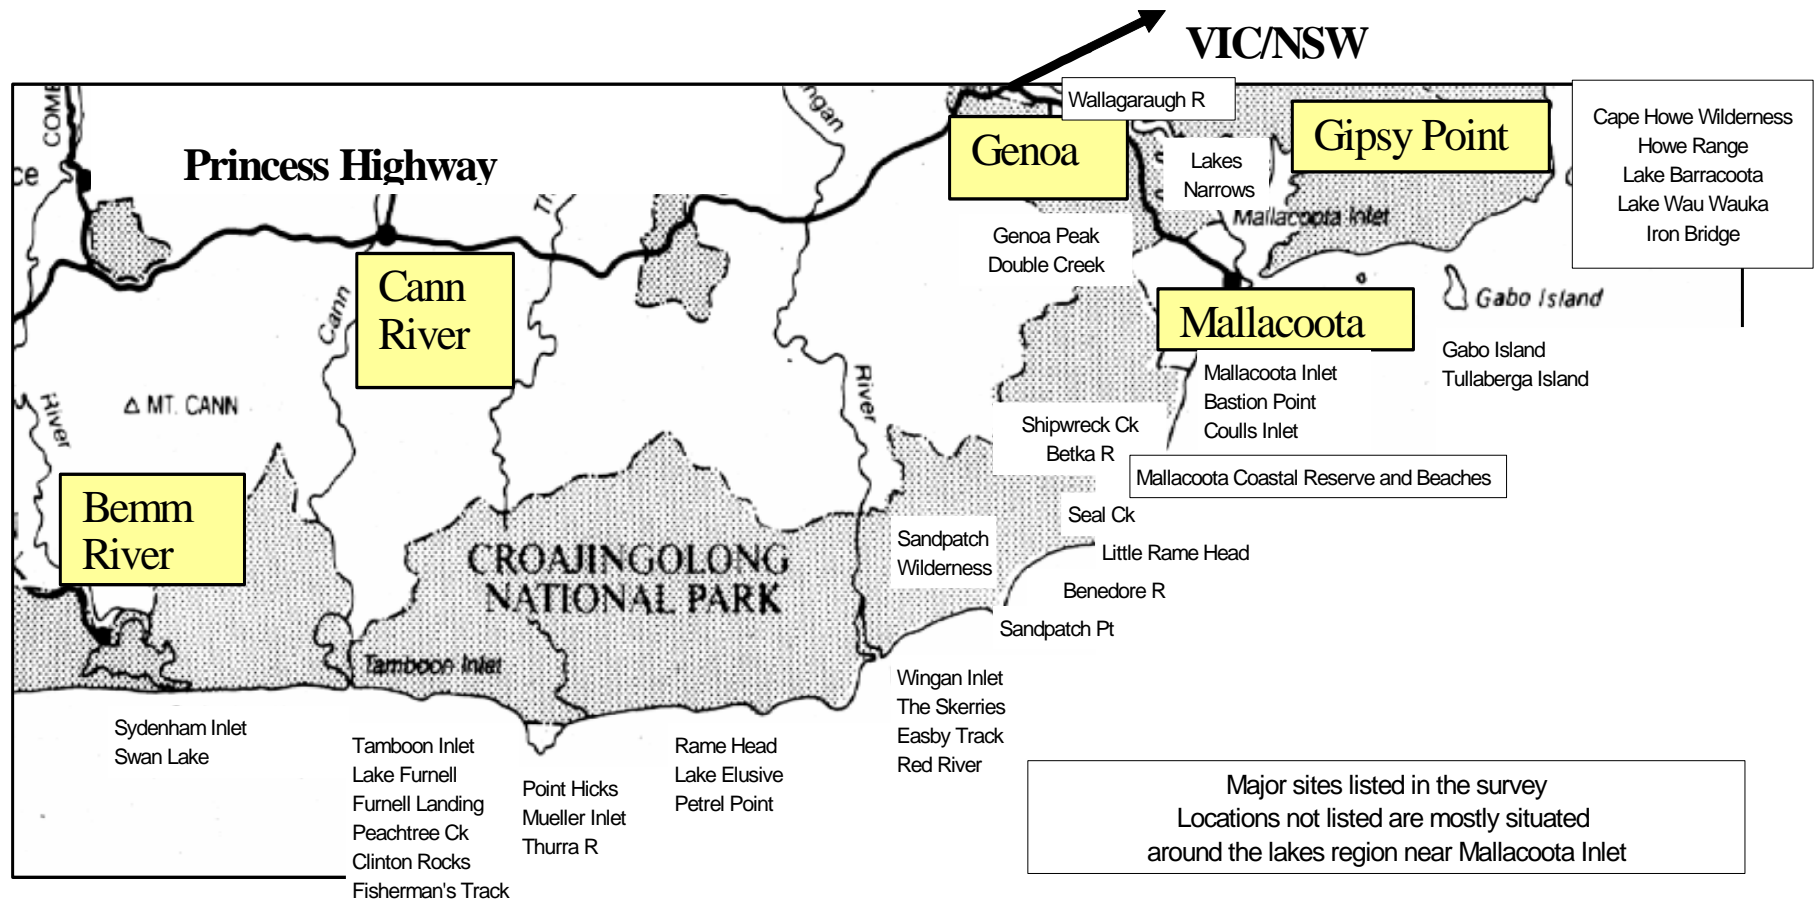 VIC/NSW
Wallagaraugh R
Genoa
Gipsy Point
Cape Howe Wilderness
Howe Range
Lake Barracoota
Lake Wau Wauka
Iron Bridge
COMB
ce
Princess Highway
ngan
Lakes
Narrows
Mallacoota Inlet
Genoa Peak
Double Creek
Th
Cann
River
Cann
Mallacoota
Gabo Island
Gabo Island
Tullaberga Island
Mallacoota Inlet
Bastion Point
Coulls Inlet
MT. CANN
River
River
Shipwreck Ck
Betka R
Mallacoota Coastal Reserve and Beaches
Bemm
River
Seal Ck
Sandpatch
Wilderness
Little Rame Head
CROAJINGOLONG
NATIONAL PARK
Benedore R
Sandpatch Pt
Tamboon Inlet
Sydenham Inlet
Swan Lake
Tamboon Inlet
Lake Furnell
Furnell Landing
Peachtree Ck
Clinton Rocks
Fisherman's Track
Point Hicks
Mueller Inlet
Thurra R
Rame Head
Lake Elusive
Petrel Point
Wingan Inlet
The Skerries
Easby Track
Red River
Major sites listed in the survey
Locations not listed are mostly situated
around the lakes region near Mallacoota Inlet